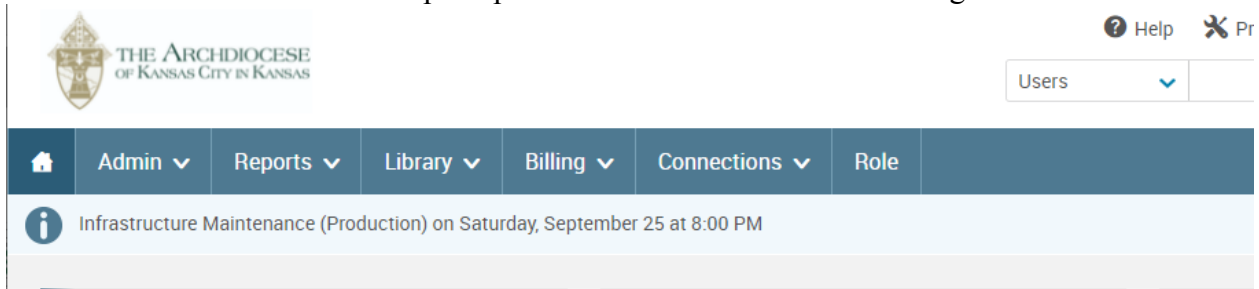 THE ARCHDIOCESE
OF KANSAS CITY IN KANSAS
Help
Users
Admin Reports Library Billing Connections Role
Infrastructure Maintenance (Production) on Saturday, September 25 at 8:00 PM